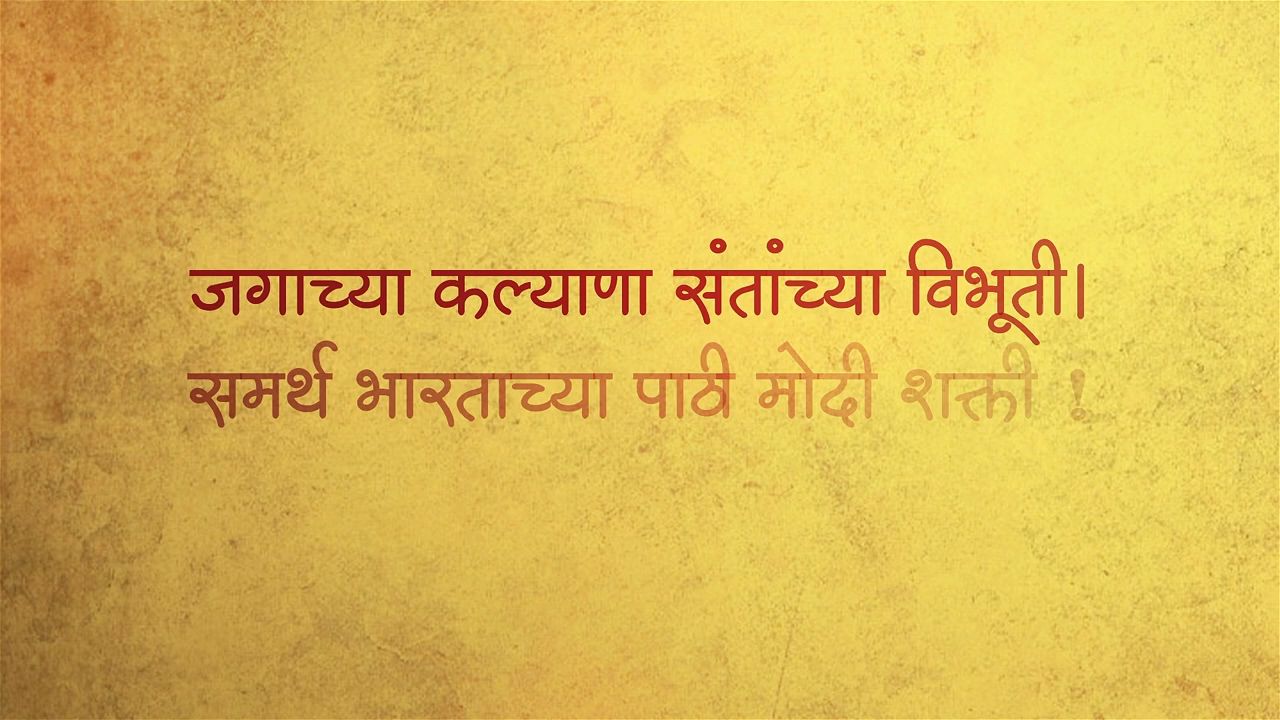 जगाच्या कल्याणा संतांच्या विभूती।
समर्थ भारताच्या पाठी मोदी शक्ती !